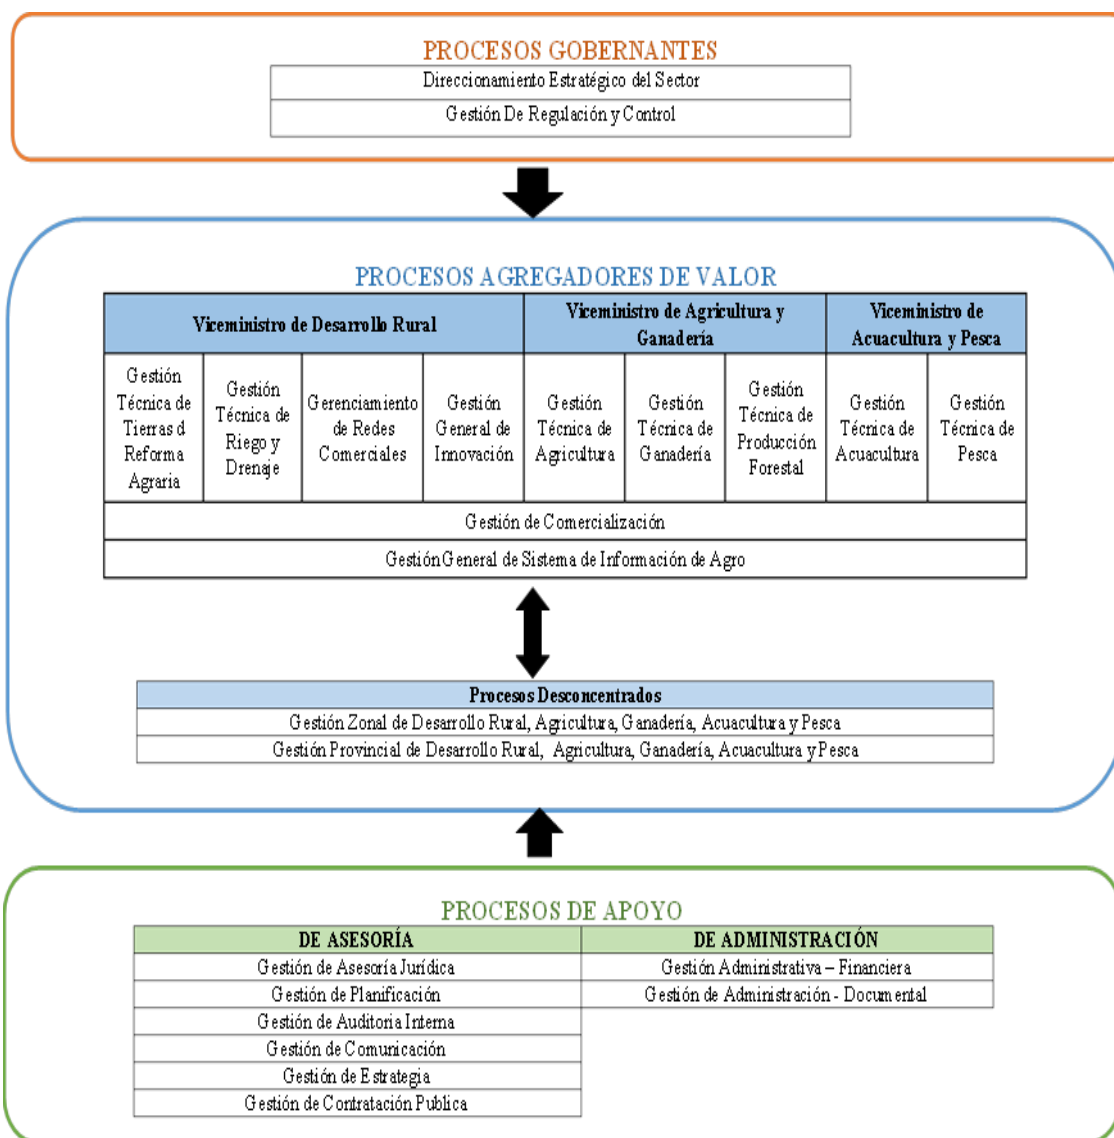 PROCESOS GOBERNANTES
Direccionamiento Estratégico del Sector
Gestión De Regulación y Control
PROCESOS AGREGADORES DE VALOR
Viceministro de Desarrollo Rural
Viceministro de Agricultura y
Ganadería
Viceministro de
Acuacultura y Pesca
Gestión
Técnica de
Tierras d
Reforma
Agraria
Gestión
Técnica de
Riego y
Drenaje
Gerenciamiento
de Redes
Comerciales
Gestión
General de
Innovación
Gestión
Técnica de
Agricultura
Gestión
Técnica de
Ganadería
Gestión
Técnica de
Producción
Forestal
Gestión
Técnica de
Acuacultura
Gestión
Técnica de
Pesca
Gestión de Comercialización
Gestión General de Sistema de Información de Agro
Procesos Desconcentrados
Gestión Zonal de Desarrollo Rural, Agricultura, Ganadería, Acuacultura y Pesca
Gestión Provincial de Desarrollo Rural, Agricultura, Ganadería, Acuacultura y Pesca
PROCESOS DE APOYO
DE ASESORÍA
DE ADMINISTRACIÓN
Gestión de Asesoría Jurídica
Gestión Administrativa – Financiera
Gestión de Planificación
Gestión de Administración - Documental
Gestión de Auditoria Interna
Gestión de Comunicación
Gestión de Estrategia
Gestión de Contratación Publica